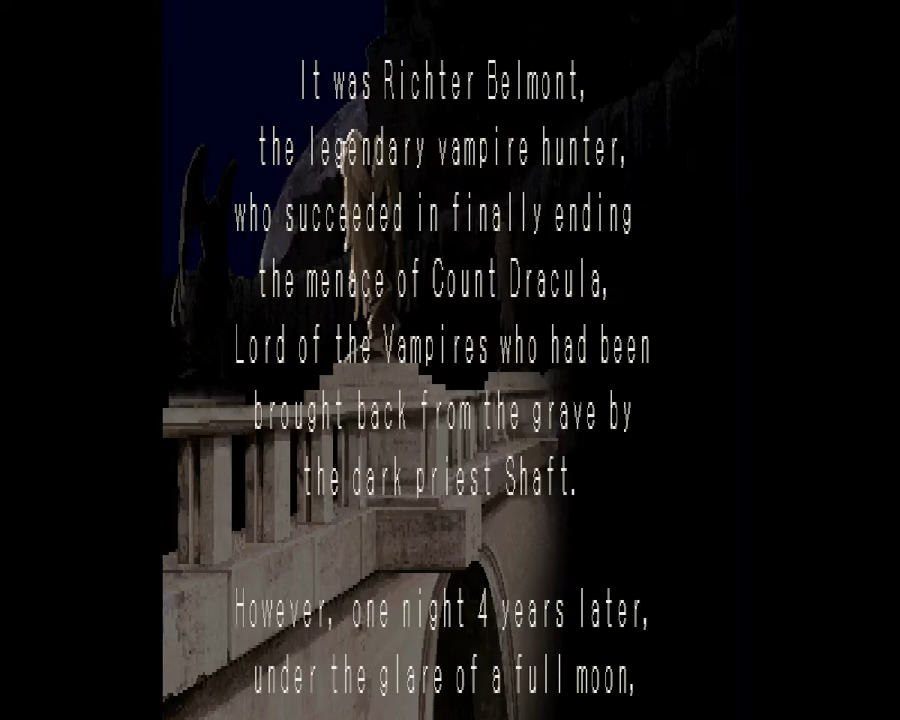 It was Richter Belmont,
the legendary vampire hunter,
who succeeded in finally ending
the menace of Count Dracula,
Lord of the Vampires who had been
brought back from the grave by
the dark priest Shaft.
However, one night 4 years later,
under the glare of a full moon,